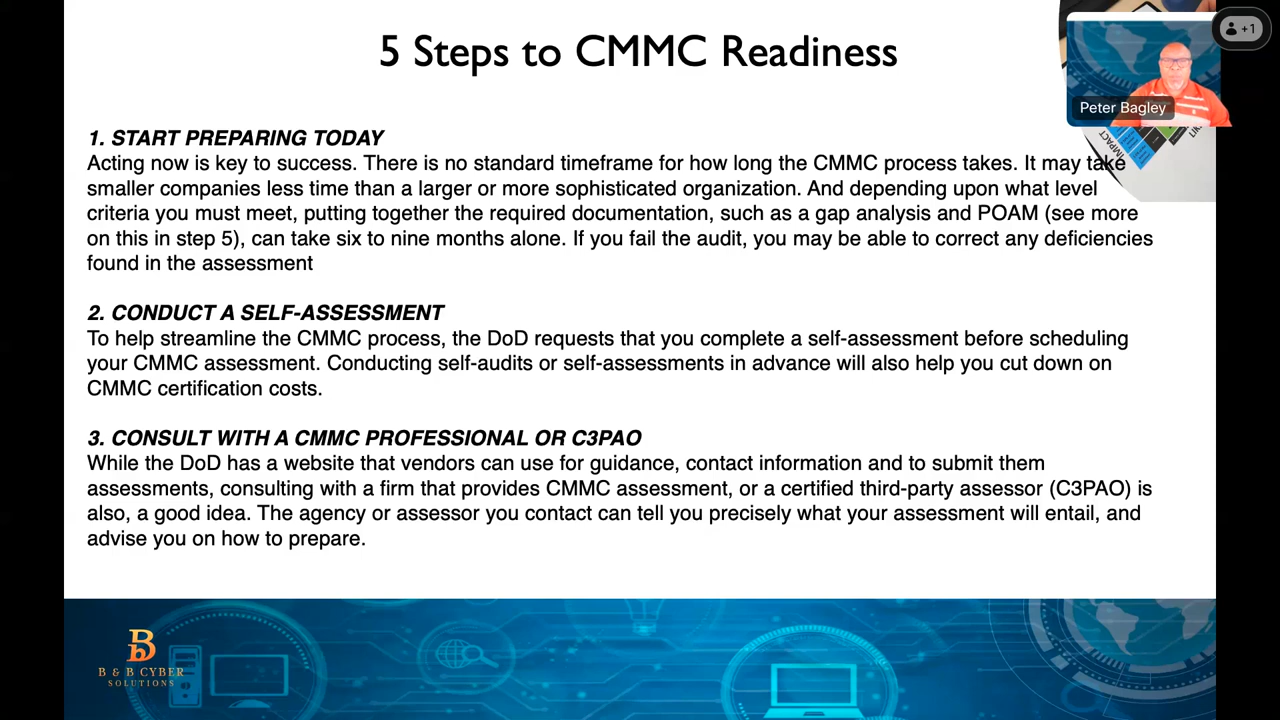 5 Steps to CMMC Readiness
+1
Peter Bagley
IMPACT
1. START PREPARING TODAY
Acting now is key to success. There is no standard timeframe for how long the CMMC process takes. It may take
smaller companies less time than a larger or more sophisticated organization. And depending upon what level
criteria you must meet, putting together the required documentation, such as a gap analysis and POAM (see more
on this in step 5), can take six to nine months alone. If you fail the audit, you may be able to correct any deficiencies
found in the assessment
2. CONDUCT A SELF-ASSESSMENT
To help streamline the CMMC process, the DoD requests that you complete a self-assessment before scheduling
your CMMC assessment. Conducting self-audits or self-assessments in advance will also help you cut down on
CMMC certification costs.
3. CONSULT WITH A CMMC PROFESSIONAL OR C3PAO
While the DoD has a website that vendors can use for guidance, contact information and to submit them
assessments, consulting with a firm that provides CMMC assessment, or a certified third-party assessor (C3PAO) is
also, a good idea. The agency or assessor you contact can tell you precisely what your assessment will entail, and
advise you on how to prepare.
B & B CYBER
SOLUTIONS